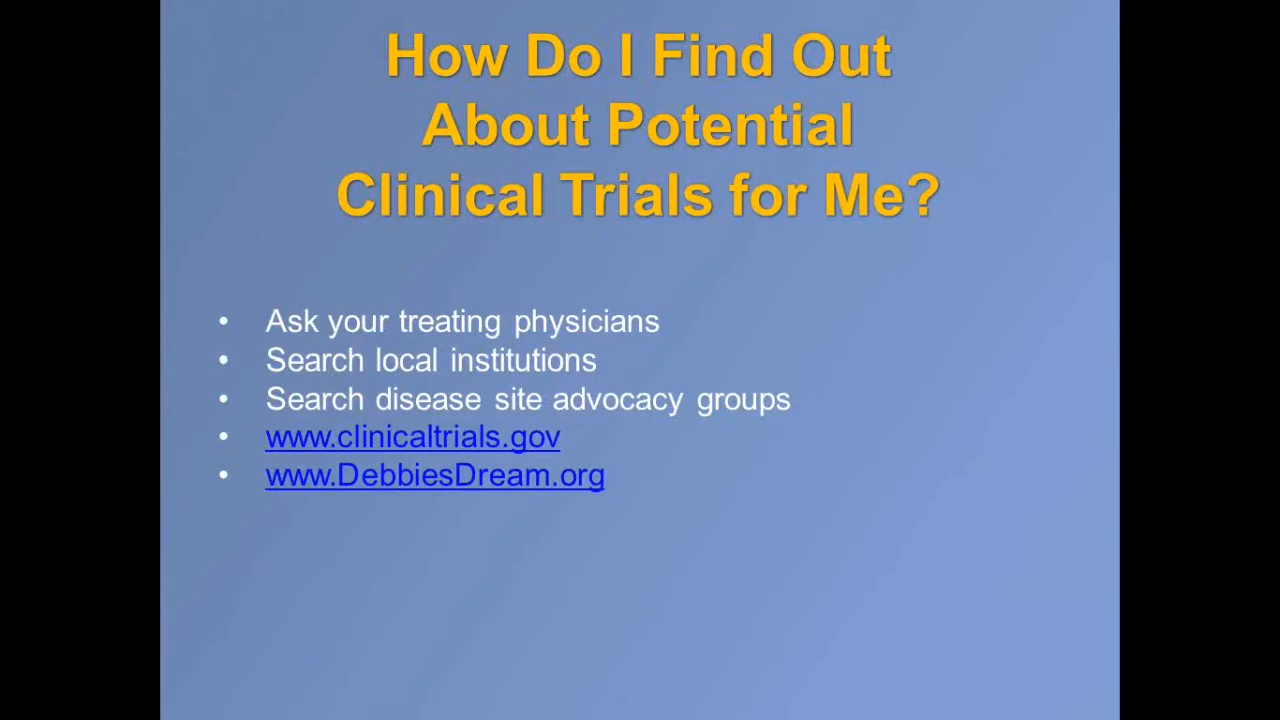 How Do I Find Out
About Potential
Clinical Trials for Me?
• Ask your treating physicians
• Search local institutions
• Search disease site advocacy groups
• www.clinicaltrials.gov
• www.DebbiesDream.org